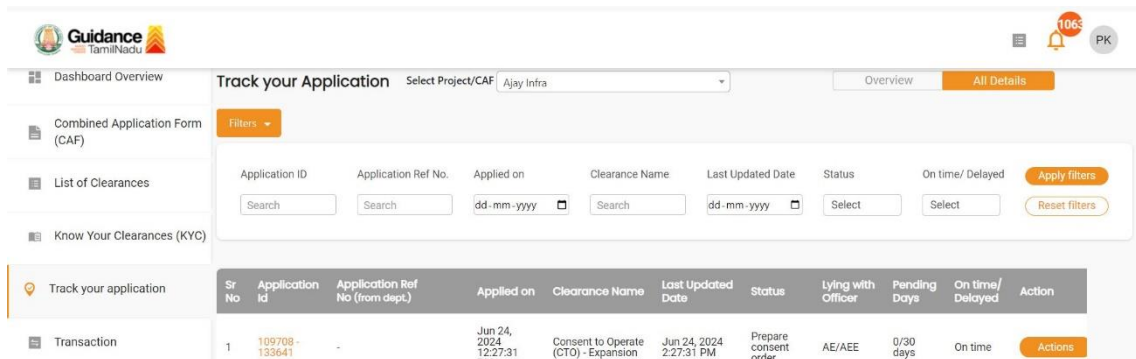 Guidance
TamilNadu
1063
PK
Dashboard Overview
Track your Application Select Project/CAF Ajay Infra Overview All Details
Combined Application Form
(CAF)
Filters
List of Clearances
Application ID Application Ref No. Applied on Clearance Name Last Updated Date Status On time/ Delayed Apply filters
Search Search dd-mm-yyyy Search dd-mm-yyyy Select Select Reset filters
Know Your Clearances (KYC)
Track your application
Sr
No
Application
Id
Application Ref
No (from dept.)
Applied on
Clearance Name
Last Updated
Date
Status
Lying with
Officer
Pending
Days
On time/
Delayed
Action
Transaction
1
109708 -
133641
-
Jun 24,
2024
12:27:31
Consent to Operate
(CTO) - Expansion
Jun 24, 2024
2:27:31 PM
Prepare
consent
order
AE/AEE
0/30
days
On time
Actions